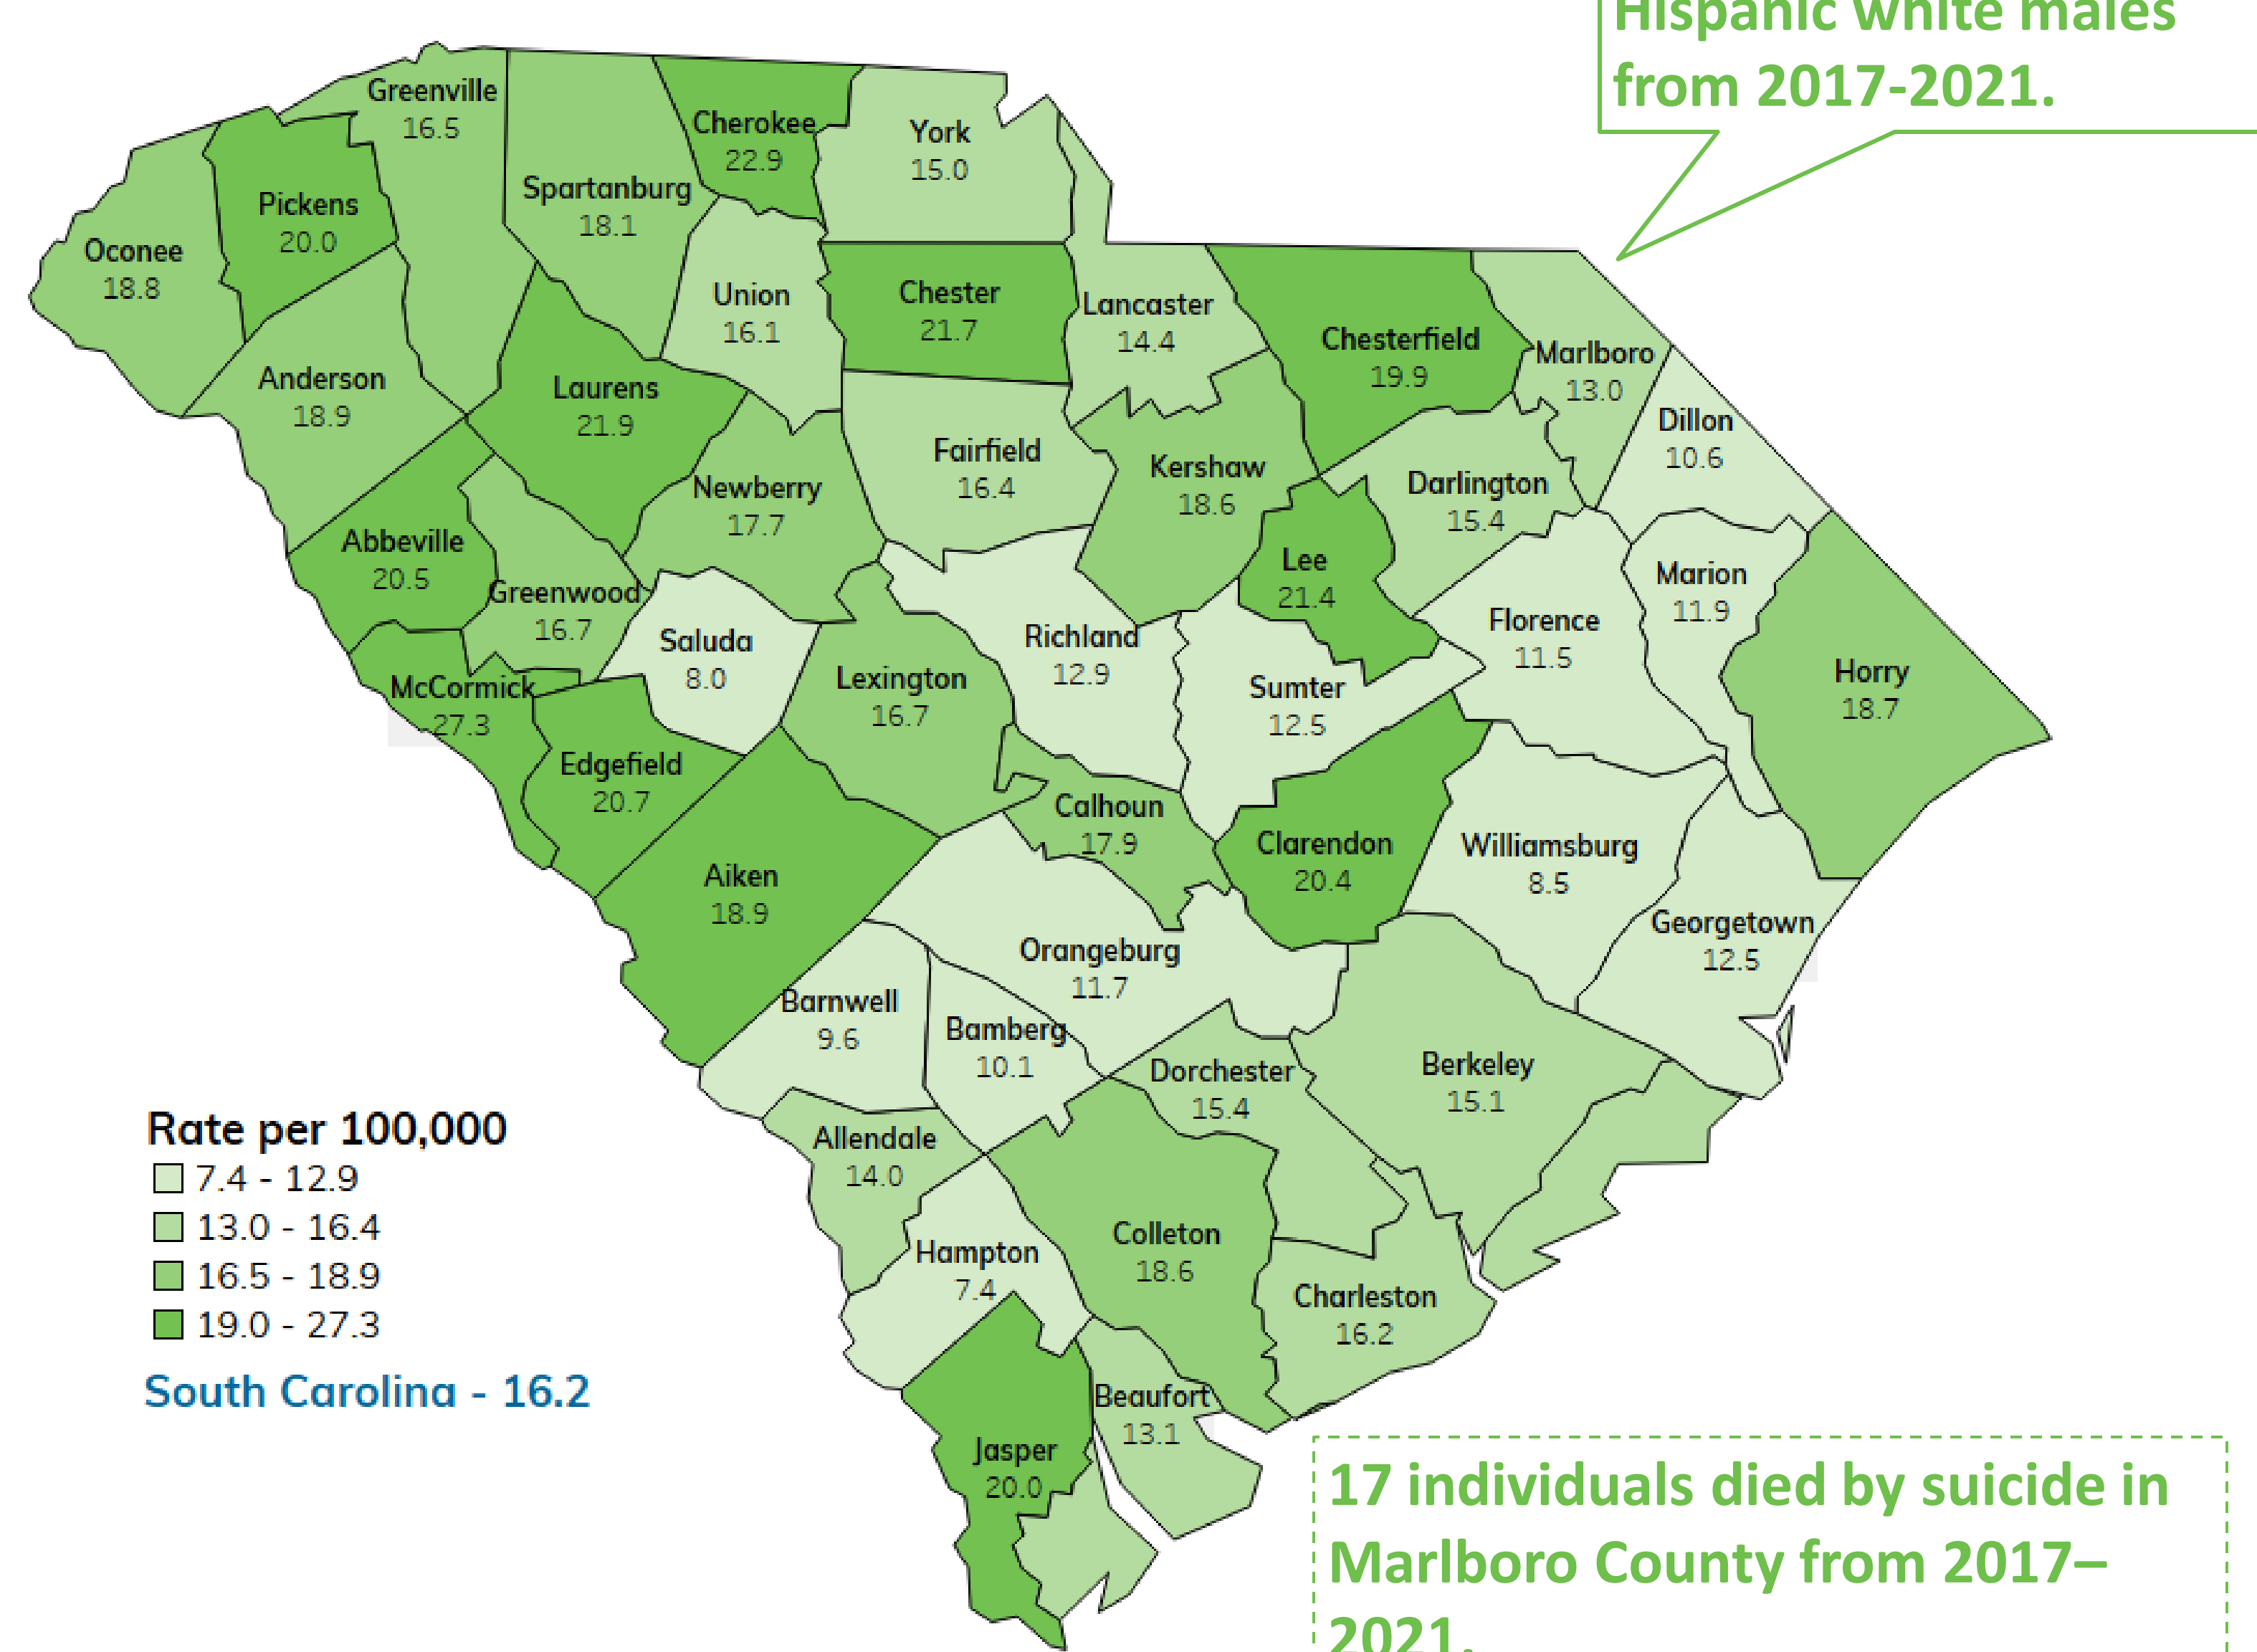 Hispanic white males
from 2017-2021.
Greenville
16.5
Cherokee
22.9
York
15.0
Spartanburg
18.1
Pickens
20.0
Oconee
18.8
Union
16.1
Chester
21.7
Lancaster
14.4
Chesterfield
19.9
Marlboro
13.0
Anderson
18.9
Laurens
21.9
Dillon
10.6
Fairfield
16.4
Kershaw
18.6
Newberry
17.7
Darlington
15.4
Abbeville
20.5
Lee
21.4
Marion
11.9
Greenwood
16.7
Florence
11.5
Saluda
8.0
Richland
12.9
Horry
18.7
McCormick
27.3
Lexington
16.7
Sumter
12.5
Edgefield
20.7
Calhoun
17.9
Clarendon
20.4
Williamsburg
8.5
Aiken
18.9
Georgetown
12.5
Orangeburg
11.7
Barnwell
9.6
Bamberg
10.1
Dorchester
15.4
Berkeley
15.1
Allendale
14.0
Colleton
18.6
Hampton
7.4
Charleston
16.2
Beaufort
13.1
Jasper
20.0
Rate per 100,000
7.4 - 12.9
13.0 - 16.4
16.5 - 18.9
19.0 - 27.3
South Carolina - 16.2
17 individuals died by suicide in
Marlboro County from 2017–
2021.